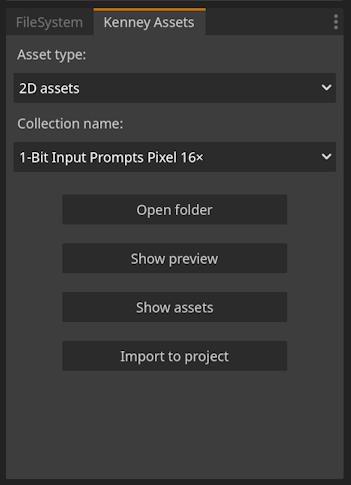 FileSystem
Kenney Assets
Asset type:
2D assets
Collection name:
1-Bit Input Prompts Pixel 16×
Open folder
Show preview
Show assets
Import to project